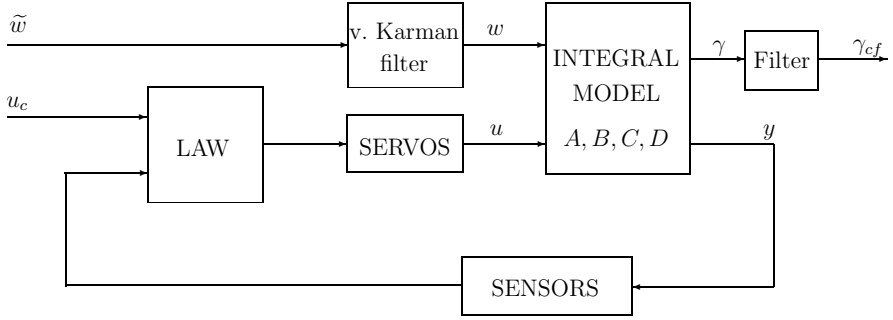 w̃
v. Karman
filter
w
INTEGRAL
MODEL
A, B, C, D
γ
Filter
γcf
uc
LAW
SERVOS
u
y
SENSORS